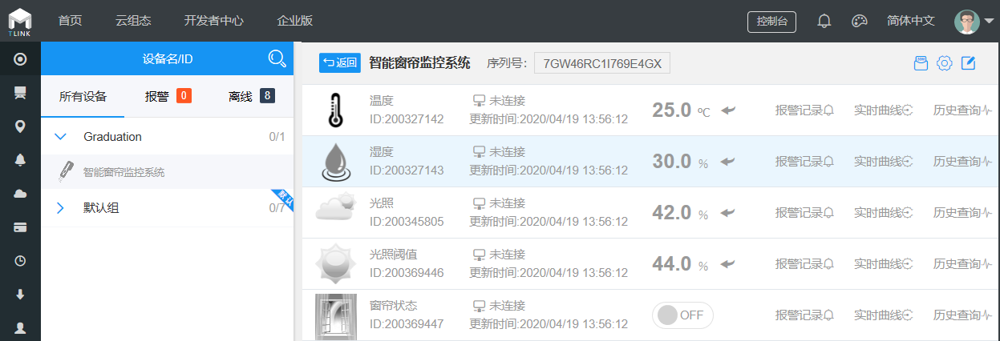 TLINK
首页 云组态 开发者中心 企业版 控制台 简体中文
设备名/ID
所有设备 报警 0 离线 8
Graduation 0/1
智能窗帘监控系统
默认组 0/7 默认
返回 智能窗帘监控系统 序列号: 7GW46RC1I769E4GX
温度 未连接
ID:200327142 更新时间:2020/04/19 13:56:12 25.0 ℃ 报警记录 实时曲线 历史查询
湿度 未连接
ID:200327143 更新时间:2020/04/19 13:56:12 30.0 % 报警记录 实时曲线 历史查询
光照 未连接
ID:200345805 更新时间:2020/04/19 13:56:12 42.0 % 报警记录 实时曲线 历史查询
光照阈值 未连接
ID:200369446 更新时间:2020/04/19 13:56:12 44.0 % 报警记录 实时曲线 历史查询
窗帘状态 未连接
ID:200369447 更新时间:2020/04/19 13:56:12 OFF 报警记录 实时曲线 历史查询